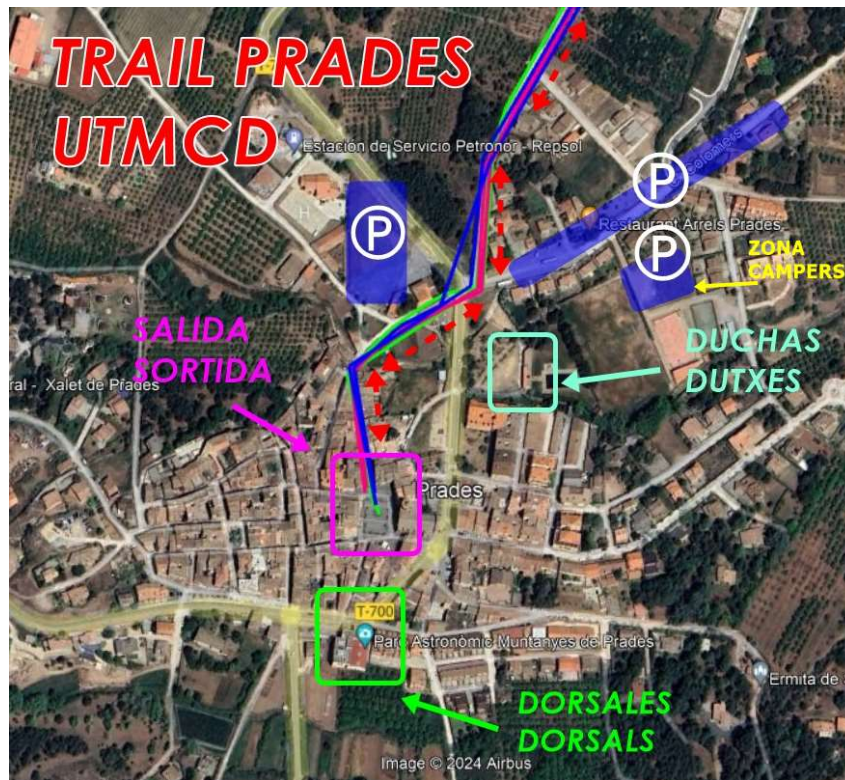 TRAIL PRADES
UTMCD
Estación de Servicio Petronor - Repsol
P
H
P
Restaurant Arrels Prades
P
ZONA
CAMPERS
SALIDA
SORTIDA
DUCHAS
DUTXES
ral - Xalet de Prades
Prades
T-700
Parc Astronòmic Muntanyes de Prades
Ermita de
DORSALES
DORSALS
Image © 2024 Airbus